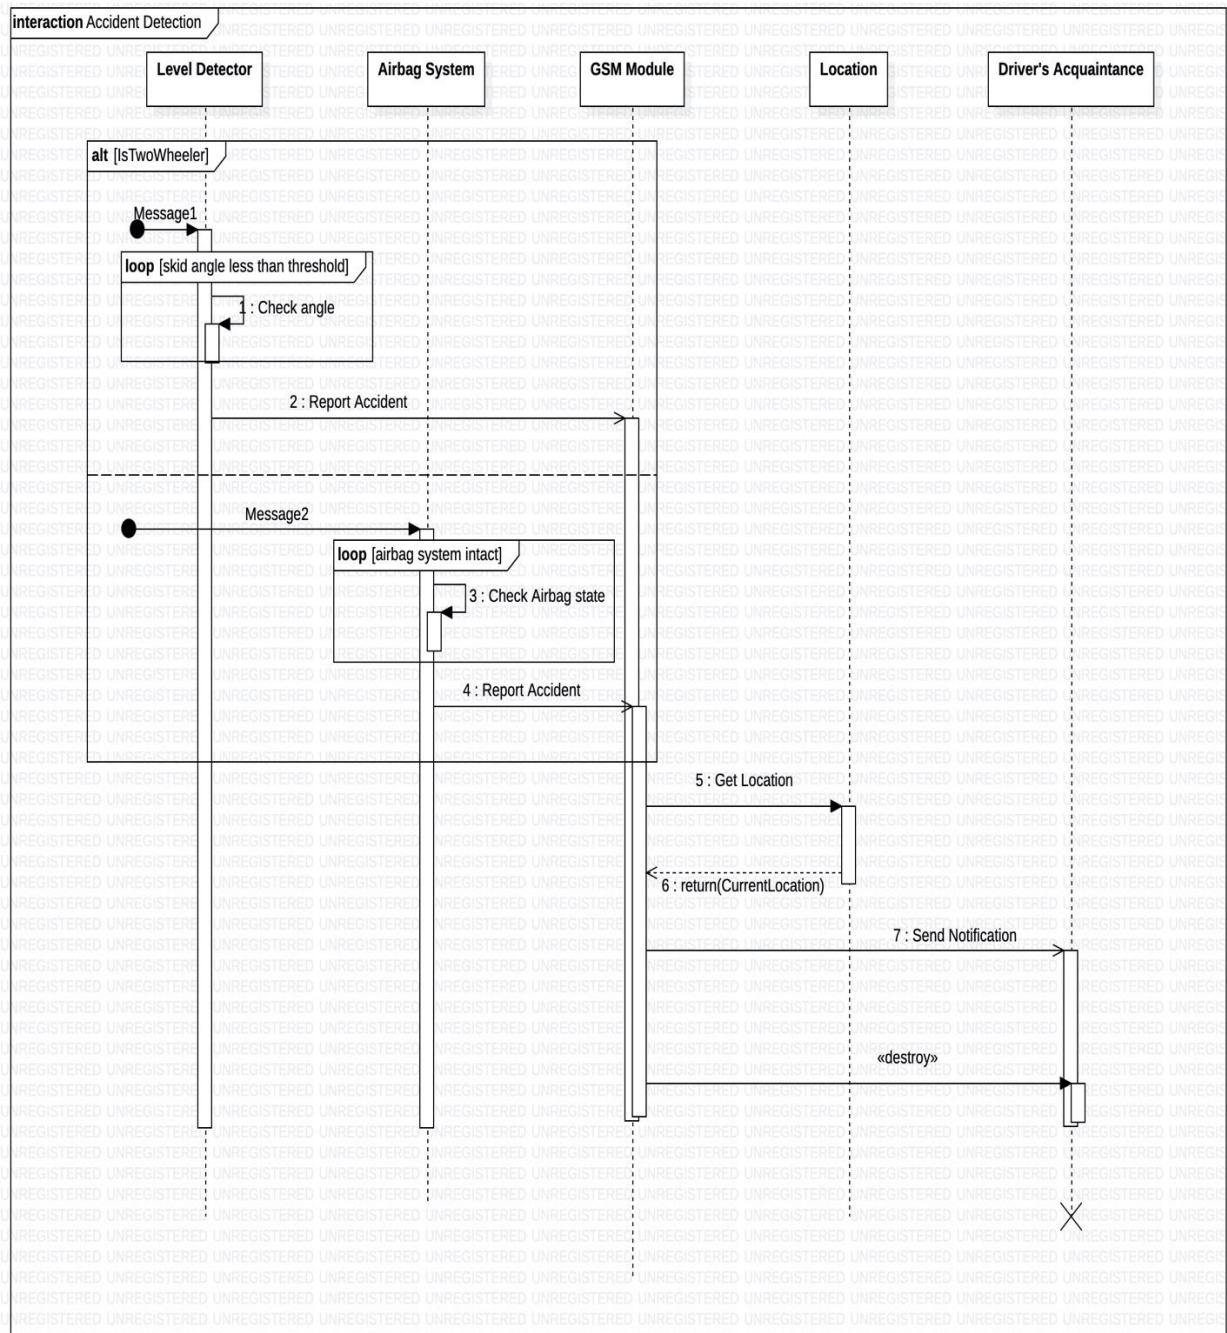 interaction Accident Detection
Level Detector
Airbag System
GSM Module
Location
Driver's Acquaintance
alt [IsTwoWheeler]
Message1
loop [skid angle less than threshold]
1 : Check angle
2 : Report Accident
Message2
loop [airbag system intact]
3 : Check Airbag state
4 : Report Accident
5 : Get Location
6 : return(CurrentLocation)
7 : Send Notification
«destroy»
UNREGISTERED